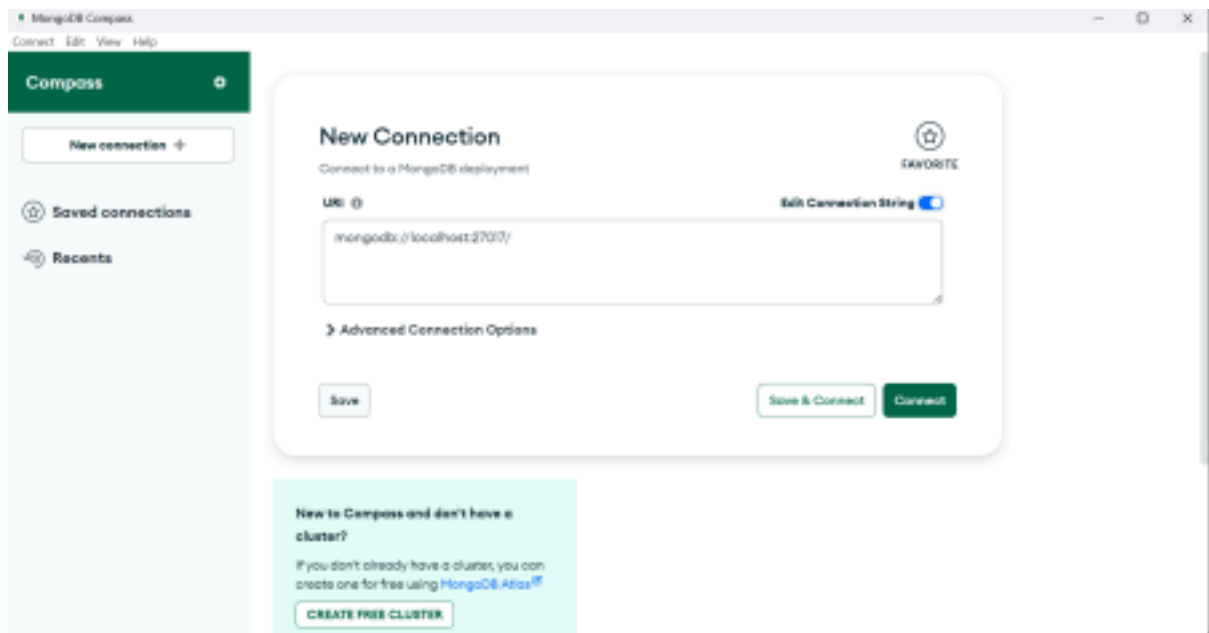 MongoDB Compass
Connect Edit View Help
Compass
New connection +
Saved connections
Recents
New Connection
Connect to a MongoDB deployment
FAVORITE
URI
Edit Connection String
mongodb://localhost:27017/
Advanced Connection Options
Save
Save & Connect
Connect
New to Compass and don't have a
cluster?
If you don't already have a cluster, you can
create one for free using MongoDB Atlas
CREATE FREE CLUSTER